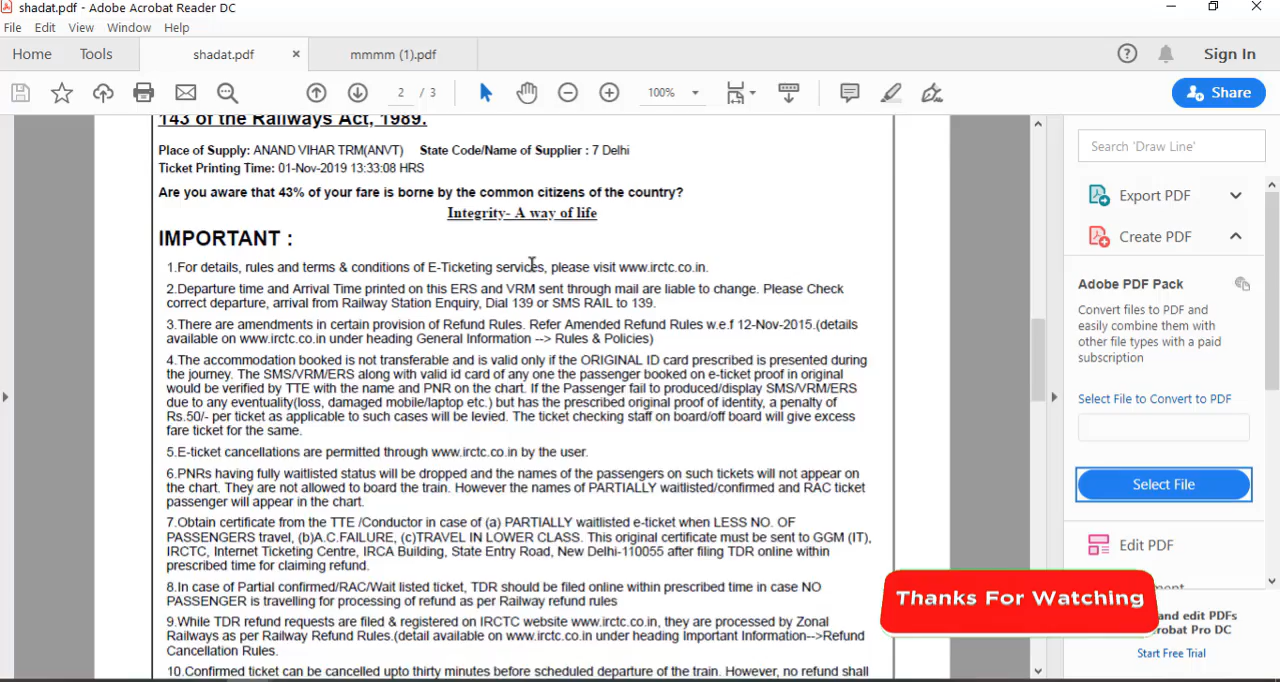 shadat.pdf - Adobe Acrobat Reader DC
File Edit View Window Help
Home Tools shadat.pdf × mmmm (1).pdf Sign In
2 / 3 100% Share
143 of the Railways Act, 1989.
Place of Supply: ANAND VIHAR TRM(ANVT) State Code/Name of Supplier : 7 Delhi
Ticket Printing Time: 01-Nov-2019 13:33:08 HRS
Are you aware that 43% of your fare is borne by the common citizens of the country?
Integrity- A way of life
IMPORTANT :
1.For details, rules and terms & conditions of E-Ticketing services, please visit www.irctc.co.in.
2.Departure time and Arrival Time printed on this ERS and VRM sent through mail are liable to change. Please Check
correct departure, arrival from Railway Station Enquiry, Dial 139 or SMS RAIL to 139.
3.There are amendments in certain provision of Refund Rules. Refer Amended Refund Rules w.e.f 12-Nov-2015.(details
available on www.irctc.co.in under heading General Information --> Rules & Policies)
4.The accommodation booked is not transferable and is valid only if the ORIGINAL ID card prescribed is presented during
the journey. The SMS/VRM/ERS along with valid id card of any one the passenger booked on e-ticket proof in original
would be verified by TTE with the name and PNR on the chart. If the Passenger fail to produced/display SMS/VRM/ERS
due to any eventuality(loss, damaged mobile/laptop etc.) but has the prescribed original proof of identity, a penalty of
Rs.50/- per ticket as applicable to such cases will be levied. The ticket checking staff on board/off board will give excess
fare ticket for the same.
5.E-ticket cancellations are permitted through www.irctc.co.in by the user.
6.PNRs having fully waitlisted status will be dropped and the names of the passengers on such tickets will not appear on
the chart. They are not allowed to board the train. However the names of PARTIALLY waitlisted/confirmed and RAC ticket
passenger will appear in the chart.
7.Obtain certificate from the TTE /Conductor in case of (a) PARTIALLY waitlisted e-ticket when LESS NO. OF
PASSENGERS travel, (b)A.C.FAILURE, (c)TRAVEL IN LOWER CLASS. This original certificate must be sent to GGM (IT),
IRCTC, Internet Ticketing Centre, IRCA Building, State Entry Road, New Delhi-110055 after filing TDR online within
prescribed time for claiming refund.
8.In case of Partial confirmed/RAC/Wait listed ticket, TDR should be filed online within prescribed time in case NO
PASSENGER is travelling for processing of refund as per Railway refund rules
9.While TDR refund requests are filed & registered on IRCTC website www.irctc.co.in, they are processed by Zonal
Railways as per Railway Refund Rules.(detail available on www.irctc.co.in under heading Important Information-->Refund
Cancellation Rules.
10.Confirmed ticket can be cancelled upto thirty minutes before scheduled departure of the train. However, no refund shall
Search 'Draw Line'
Export PDF
Create PDF
Adobe PDF Pack
Convert files to PDF and
easily combine them with
other file types with a paid
subscription
Select File to Convert to PDF
Select File
Edit PDF
Thanks For Watching
and edit PDFs
crobat Pro DC
Start Free Trial